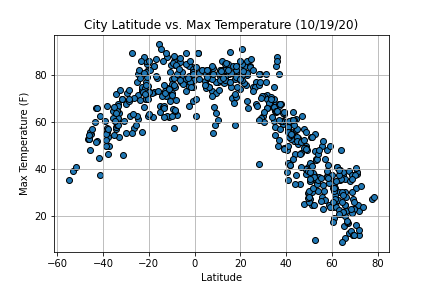 City Latitude vs. Max Temperature (10/19/20)
80
60
40
20
Max Temperature (F)
−60 −40 −20 0 20 40 60 80
Latitude